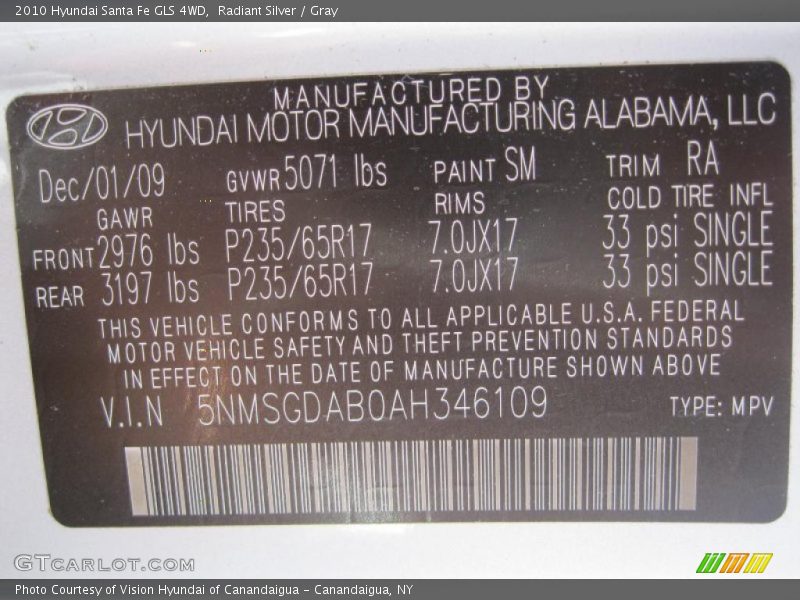 2010 Hyundai Santa Fe GLS 4WD,  Radiant Silver / Gray
MANUFACTURED BY
HYUNDAI MOTOR MANUFACTURING ALABAMA, LLC
Dec/01/09 GVWR 5071 lbs PAINT SM TRIM RA
GAWR TIRES RIMS COLD TIRE INFL
FRONT 2976 lbs P235/65R17 7.0JX17 33 psi SINGLE
REAR 3197 lbs P235/65R17 7.0JX17 33 psi SINGLE
THIS VEHICLE CONFORMS TO ALL APPLICABLE U.S.A. FEDERAL
MOTOR VEHICLE SAFETY AND THEFT PREVENTION STANDARDS
IN EFFECT ON THE DATE OF MANUFACTURE SHOWN ABOVE
V.I.N 5NMSGDAB0AH346109 TYPE: MPV
GTCARLOT.COM
Photo Courtesy of Vision Hyundai of Canandaigua - Canandaigua, NY